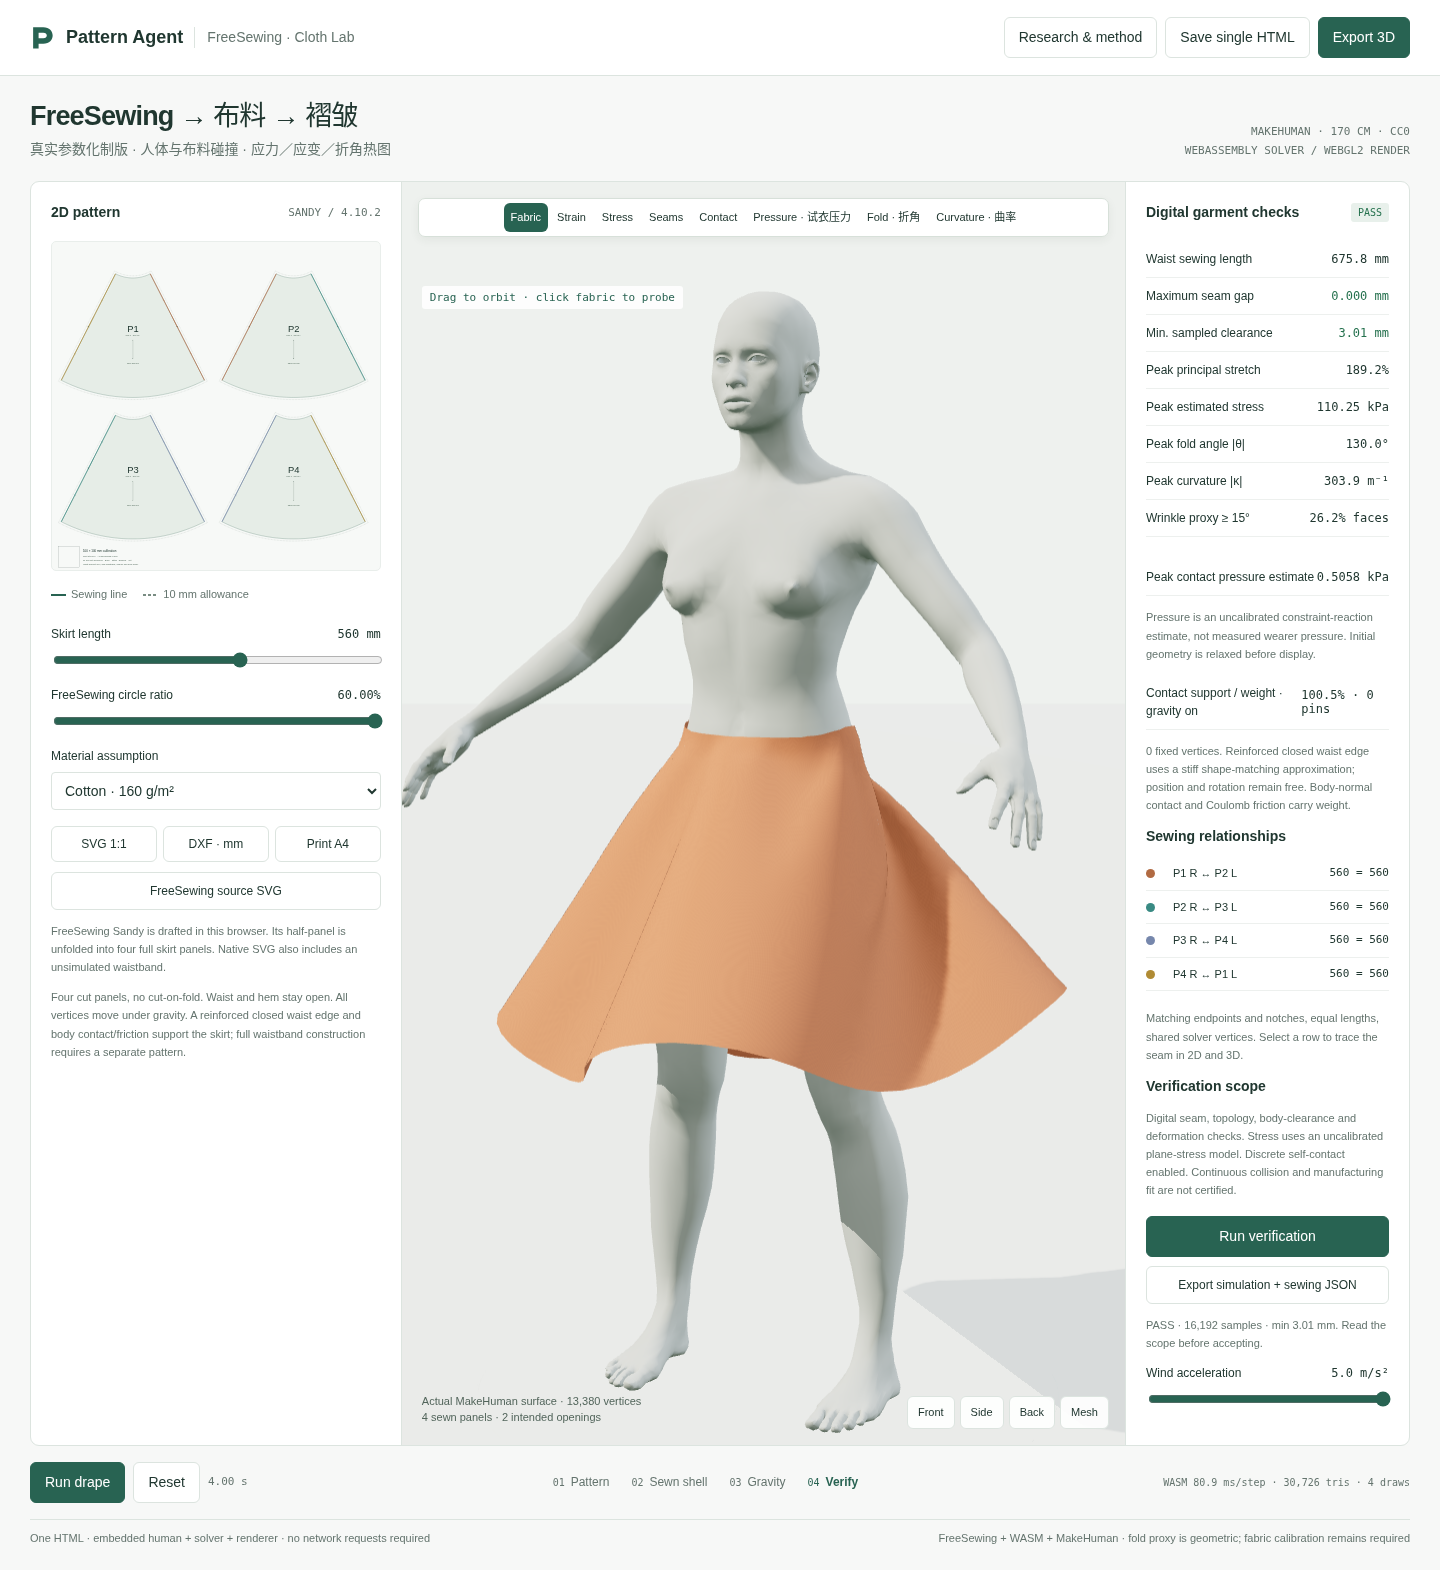 Pattern Agent
FreeSewing · Cloth Lab
Research & method
Save single HTML
Export 3D
FreeSewing → 布料 → 褶皱
真实参数化制版 · 人体与布料碰撞 · 应力／应变／折角热图
MAKEHUMAN · 170 CM · CC0
WEBASSEMBLY SOLVER / WEBGL2 RENDER
2D pattern
SANDY / 4.10.2
P1
P2
P3
P4
Sewing line
10 mm allowance
Skirt length
560 mm
FreeSewing circle ratio
60.00%
Material assumption
Cotton · 160 g/m²
SVG 1:1
DXF · mm
Print A4
FreeSewing source SVG
FreeSewing Sandy is drafted in this browser. Its half-panel is
unfolded into four full skirt panels. Native SVG also includes an
unsimulated waistband.
Four cut panels, no cut-on-fold. Waist and hem stay open. All
vertices move under gravity. A reinforced closed waist edge and
body contact/friction support the skirt; full waistband construction
requires a separate pattern.
Fabric
Strain
Stress
Seams
Contact
Pressure · 试衣压力
Fold · 折角
Curvature · 曲率
Drag to orbit · click fabric to probe
Actual MakeHuman surface · 13,380 vertices
4 sewn panels · 2 intended openings
Front
Side
Back
Mesh
Digital garment checks
PASS
Waist sewing length
675.8 mm
Maximum seam gap
0.000 mm
Min. sampled clearance
3.01 mm
Peak principal stretch
189.2%
Peak estimated stress
110.25 kPa
Peak fold angle |θ|
130.0°
Peak curvature |κ|
303.9 m⁻¹
Wrinkle proxy ≥ 15°
26.2% faces
Peak contact pressure estimate
0.5058 kPa
Pressure is an uncalibrated constraint-reaction
estimate, not measured wearer pressure. Initial
geometry is relaxed before display.
Contact support / weight ·
gravity on
100.5% · 0
pins
0 fixed vertices. Reinforced closed waist edge
uses a stiff shape-matching approximation;
position and rotation remain free. Body-normal
contact and Coulomb friction carry weight.
Sewing relationships
P1 R ↔ P2 L
560 = 560
P2 R ↔ P3 L
560 = 560
P3 R ↔ P4 L
560 = 560
P4 R ↔ P1 L
560 = 560
Matching endpoints and notches, equal lengths,
shared solver vertices. Select a row to trace the
seam in 2D and 3D.
Verification scope
Digital seam, topology, body-clearance and
deformation checks. Stress uses an uncalibrated
plane-stress model. Discrete self-contact
enabled. Continuous collision and manufacturing
fit are not certified.
Run verification
Export simulation + sewing JSON
PASS · 16,192 samples · min 3.01 mm. Read the
scope before accepting.
Wind acceleration
5.0 m/s²
Run drape
Reset
4.00 s
01 Pattern
02 Sewn shell
03 Gravity
04 Verify
WASM 80.9 ms/step · 30,726 tris · 4 draws
One HTML · embedded human + solver + renderer · no network requests required
FreeSewing + WASM + MakeHuman · fold proxy is geometric; fabric calibration remains required